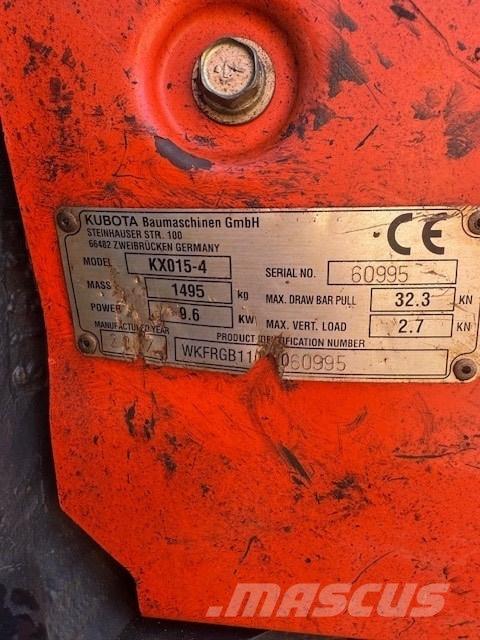 KUBOTA Baumaschinen GmbH
STEINHAUSER STR. 100
66482 ZWEIBRÜCKEN GERMANY
CE
MODEL KX015-4
SERIAL NO. 60995
MASS 1495 kg
MAX. DRAW BAR PULL 32.3 KN
POWER 9.6 KW
MAX. VERT. LOAD 2.7 KN
MANUFACTURED YEAR
PRODUCT IDENTIFICATION NUMBER
MASCUS